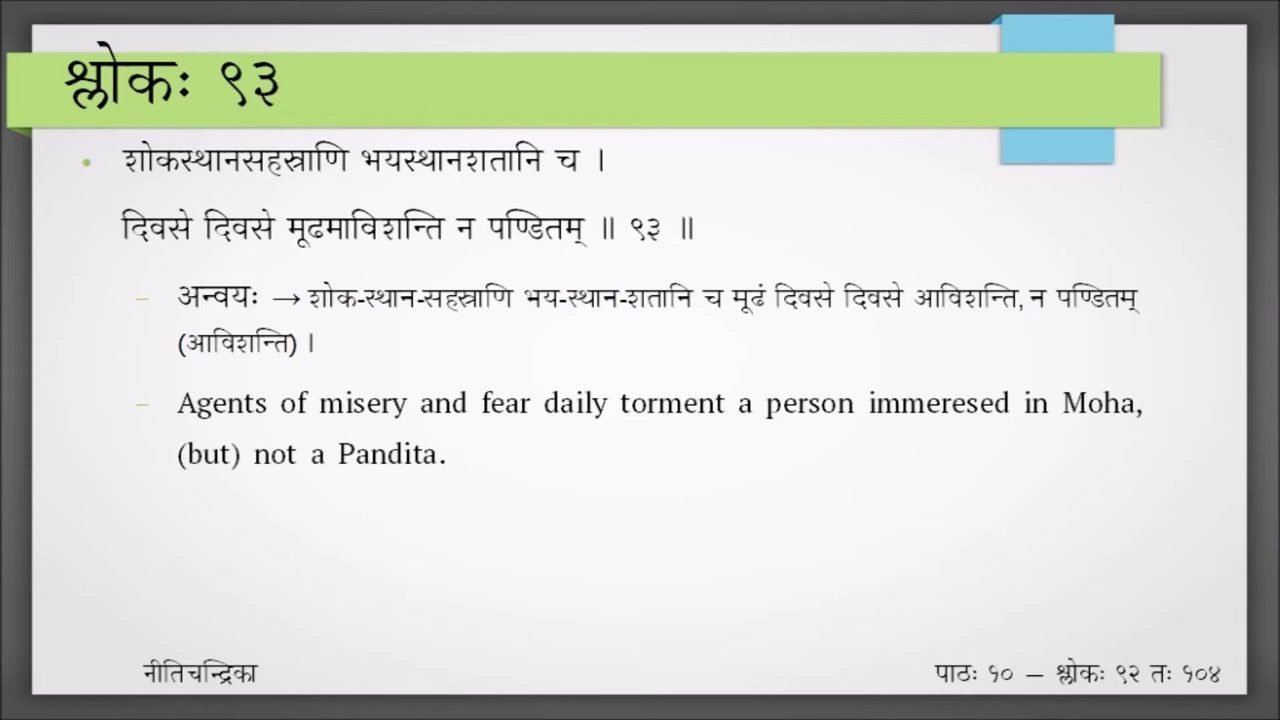 श्लोकः ९३
• शोकस्थानसहस्राणि भयस्थानशतानि च ।
दिवसे दिवसे मूढमाविशन्ति न पण्डितम् ॥ ९३ ॥
– अन्वयः → शोक-स्थान-सहस्राणि भय-स्थान-शतानि च मूढं दिवसे दिवसे आविशन्ति, न पण्डितम्
(आविशन्ति) ।
– Agents of misery and fear daily torment a person immeresed in Moha,
(but) not a Pandita.
नीतिचन्द्रिका
पाठः १० – श्लोकः ९२ तः १०४